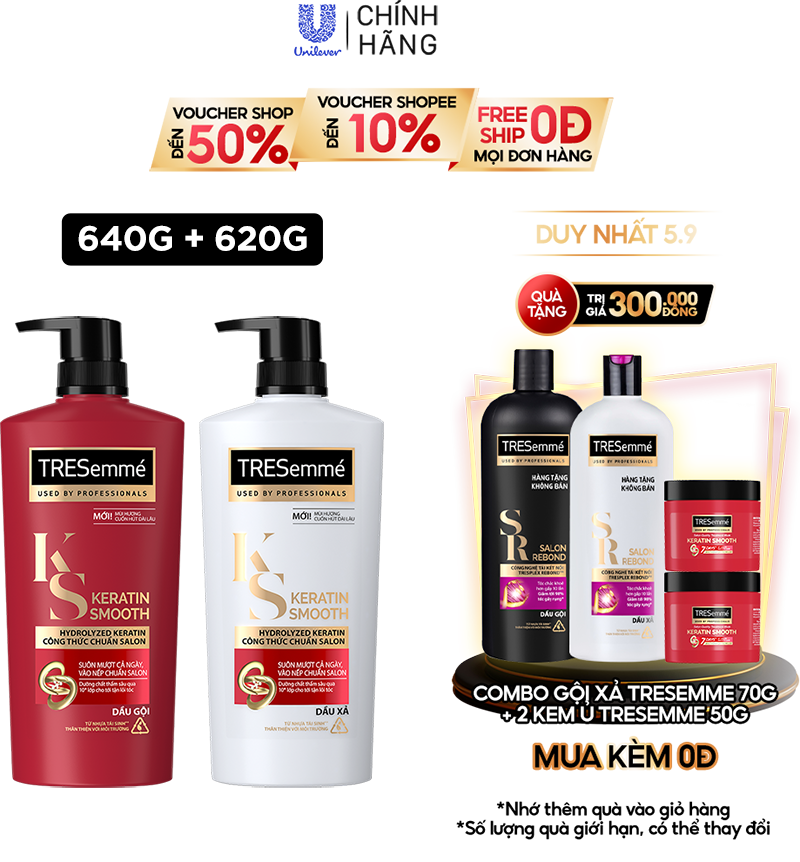 Unilever
CHÍNH
HÃNG
VOUCHER SHOP
ĐẾN 50%
VOUCHER SHOPEE
ĐẾN 10%
FREE
SHIP 0Đ
MỌI ĐƠN HÀNG
640G + 620G
DUY NHẤT 5.9
QUÀ
TẶNG
TRỊ
GIÁ 300.000
ĐỒNG
TRESemmé
USED BY PROFESSIONALS
MỚI! MÙI HƯƠNG
CUỐN HÚT DÀI LÂU
KS
KERATIN
SMOOTH
HYDROLYZED KERATIN
CÔNG THỨC CHUẨN SALON
SUÔN MƯỢT CẢ NGÀY,
VÀO NẾP CHUẨN SALON
Dưỡng chất thấm sâu qua
10* lớp cho tới tận lõi tóc
DẦU GỘI
TỪ NHỰA TÁI SINH**
THÂN THIỆN VỚI MÔI TRƯỜNG
TRESemmé
USED BY PROFESSIONALS
MỚI! MÙI HƯƠNG
CUỐN HÚT DÀI LÂU
KS
KERATIN
SMOOTH
HYDROLYZED KERATIN
CÔNG THỨC CHUẨN SALON
SUÔN MƯỢT CẢ NGÀY,
VÀO NẾP CHUẨN SALON
Dưỡng chất thấm sâu qua
10* lớp cho tới tận lõi tóc
DẦU XẢ
TỪ NHỰA TÁI SINH**
THÂN THIỆN VỚI MÔI TRƯỜNG
TRESemmé
USED BY PROFESSIONALS
HÀNG TẶNG
KHÔNG BÁN
SR
SALON
REBOND
CÔNG NGHỆ TÁI KẾT NỐI
TRESPLEX REBOND™
Tóc chắc khoẻ
hơn gấp 10 lần
Giảm tới 98%
tóc gãy rụng*
DẦU GỘI
TRESemmé
USED BY PROFESSIONALS
HÀNG TẶNG
KHÔNG BÁN
SR
SALON
REBOND
CÔNG NGHỆ TÁI KẾT NỐI
TRESPLEX REBOND™
Tóc chắc khoẻ
hơn gấp 10 lần
Giảm tới 98%
tóc gãy rụng*
DẦU XẢ
TRESemmé
KERATIN SMOOTH
7 DAYS
TRESemmé
KERATIN SMOOTH
7 DAYS
COMBO GỘI XẢ TRESEMME 70G
+ 2 KEM Ủ TRESEMME 50G
MUA KÈM 0Đ
*Nhớ thêm quà vào giỏ hàng
*Số lượng quà giới hạn, có thể thay đổi